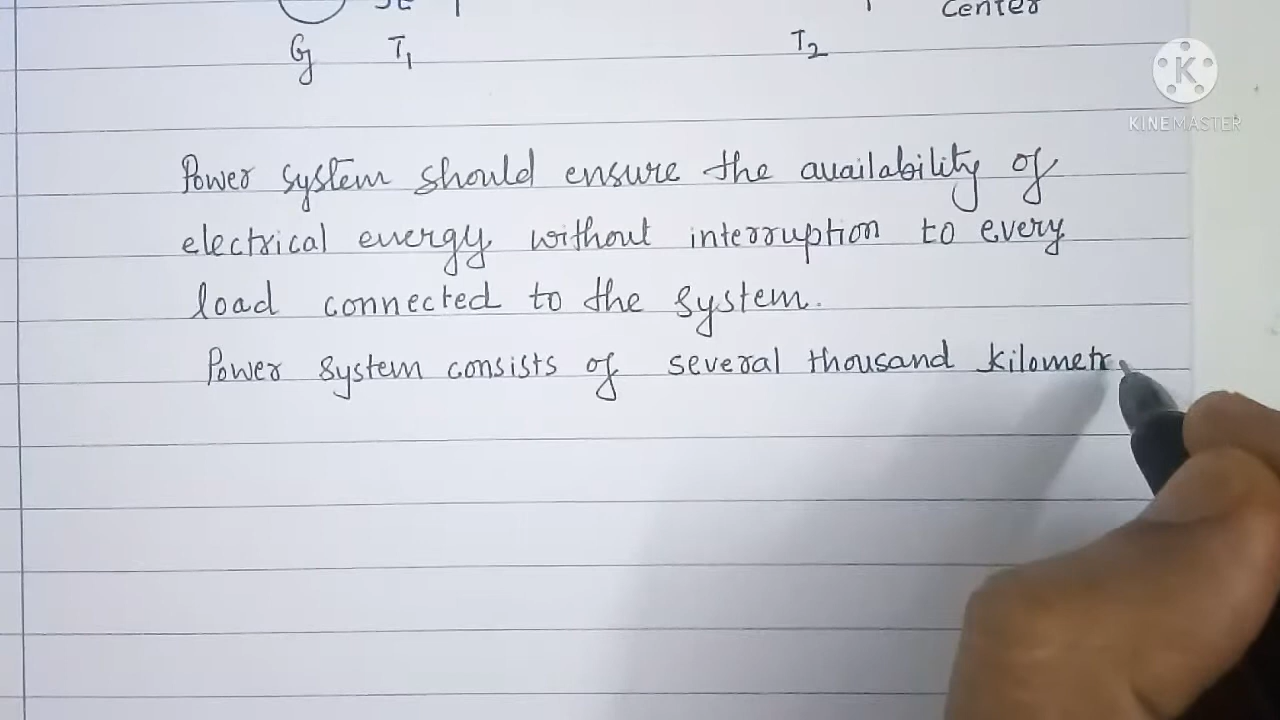 Center
G T1 T2
KINEMASTER
Power system should ensure the availability of
electrical energy without interruption to every
load connected to the system.
Power system consists of several thousand kilometr